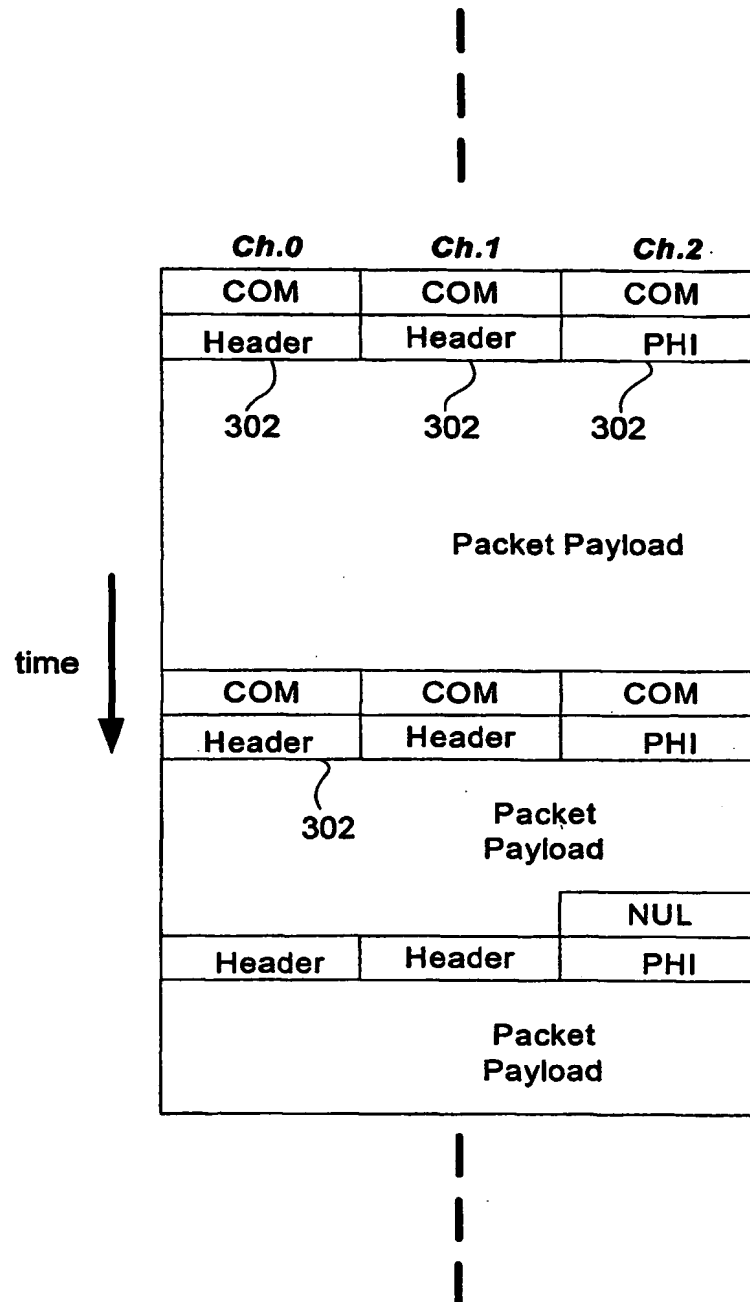 Ch.0 Ch.1 Ch.2
COM COM COM
Header Header PHI
302 302 302
Packet Payload
time
COM COM COM
Header Header PHI
302
Packet
Payload
NUL
Header Header PHI
Packet
Payload